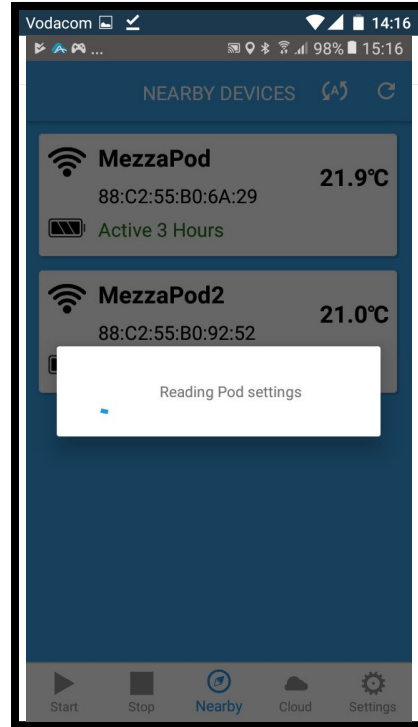 Vodacom 14:16
... 98% 15:16
NEARBY DEVICES A
MezzaPod
21.9°C
88:C2:55:B0:6A:29
Active 3 Hours
MezzaPod2
21.0°C
88:C2:55:B0:92:52
Reading Pod settings
Start Stop Nearby Cloud Settings